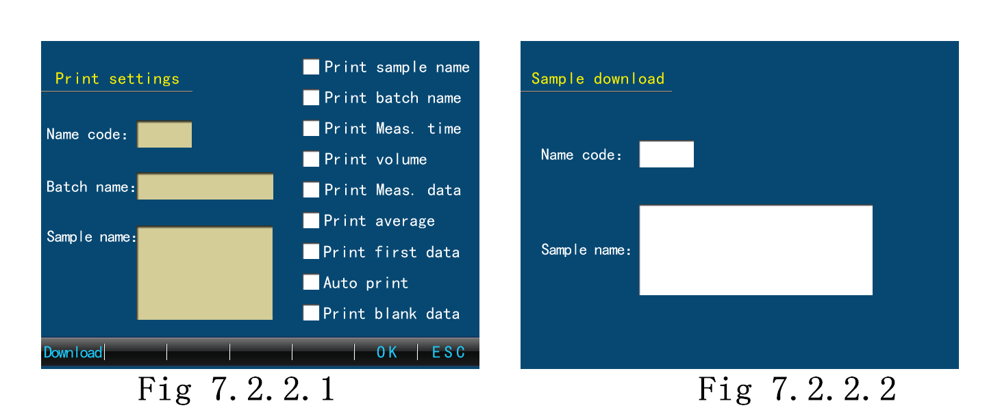 Print settings
Name code:
Batch name:
Sample name:
Print sample name
Print batch name
Print Meas. time
Print volume
Print Meas. data
Print average
Print first data
Auto print
Print blank data
Download OK ESC
Fig 7.2.2.1
Sample download
Name code:
Sample name:
Fig 7.2.2.2